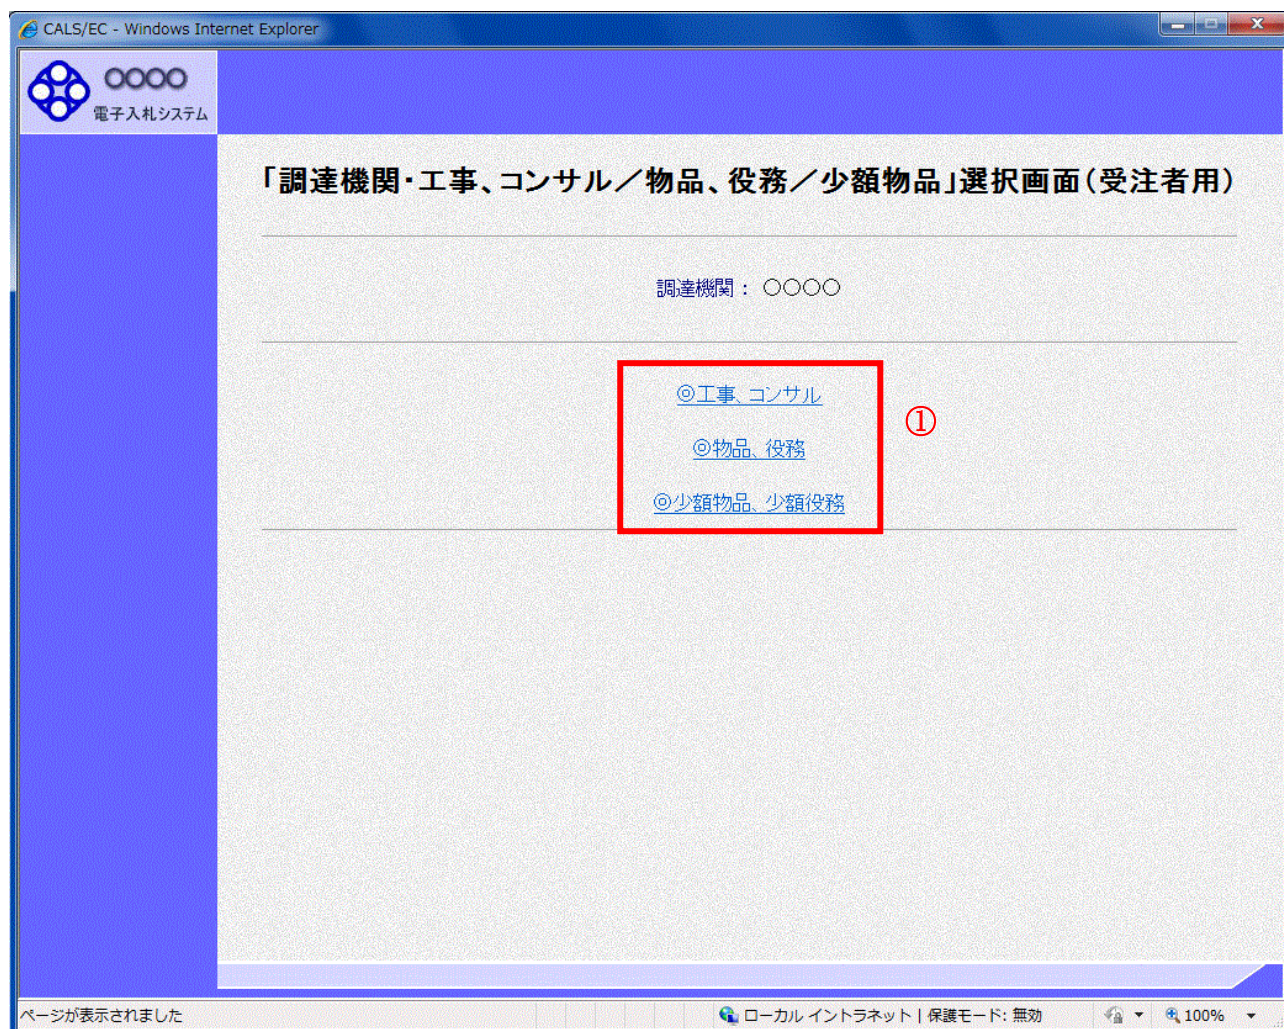 CALS/EC - Windows Internet Explorer
○○○○
電子入札システム
「調達機関・工事、コンサル／物品、役務／少額物品」選択画面（受注者用）
調達機関： ○○○○
◎工事、コンサル
①
◎物品、役務
◎少額物品、少額役務
ページが表示されました
ローカル イントラネット | 保護モード: 無効
100%